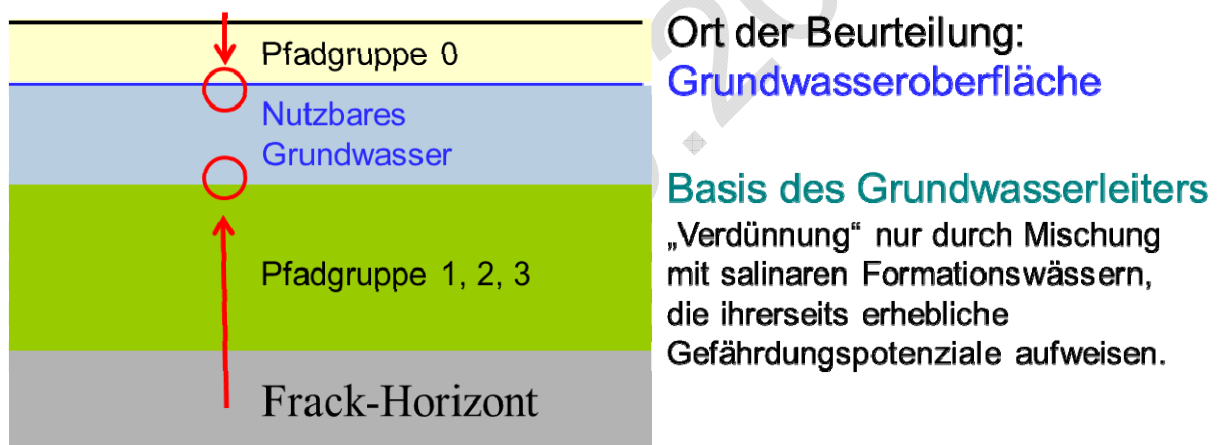 Pfadgruppe 0
Nutzbares
Grundwasser
Pfadgruppe 1, 2, 3
Frack-Horizont
Ort der Beurteilung:
Grundwasseroberfläche
Basis des Grundwasserleiters
„Verdünnung“ nur durch Mischung
mit salinaren Formationswässern,
die ihrerseits erhebliche
Gefährdungspotenziale aufweisen.